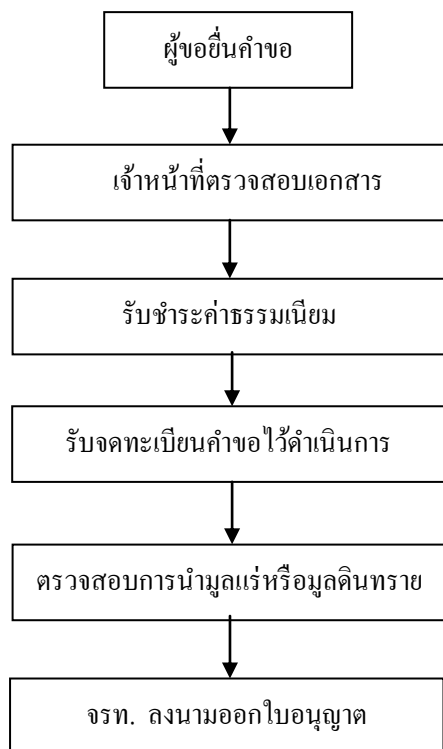 ผู้ขอยื่นคำขอ
เจ้าหน้าที่ตรวจสอบเอกสาร
รับชำระค่าธรรมเนียม
รับจดทะเบียนคำขอไว้ดำเนินการ
ตรวจสอบการนำมูลแร่หรือมูลดินทราย
จรท. ลงนามออกใบอนุญาต